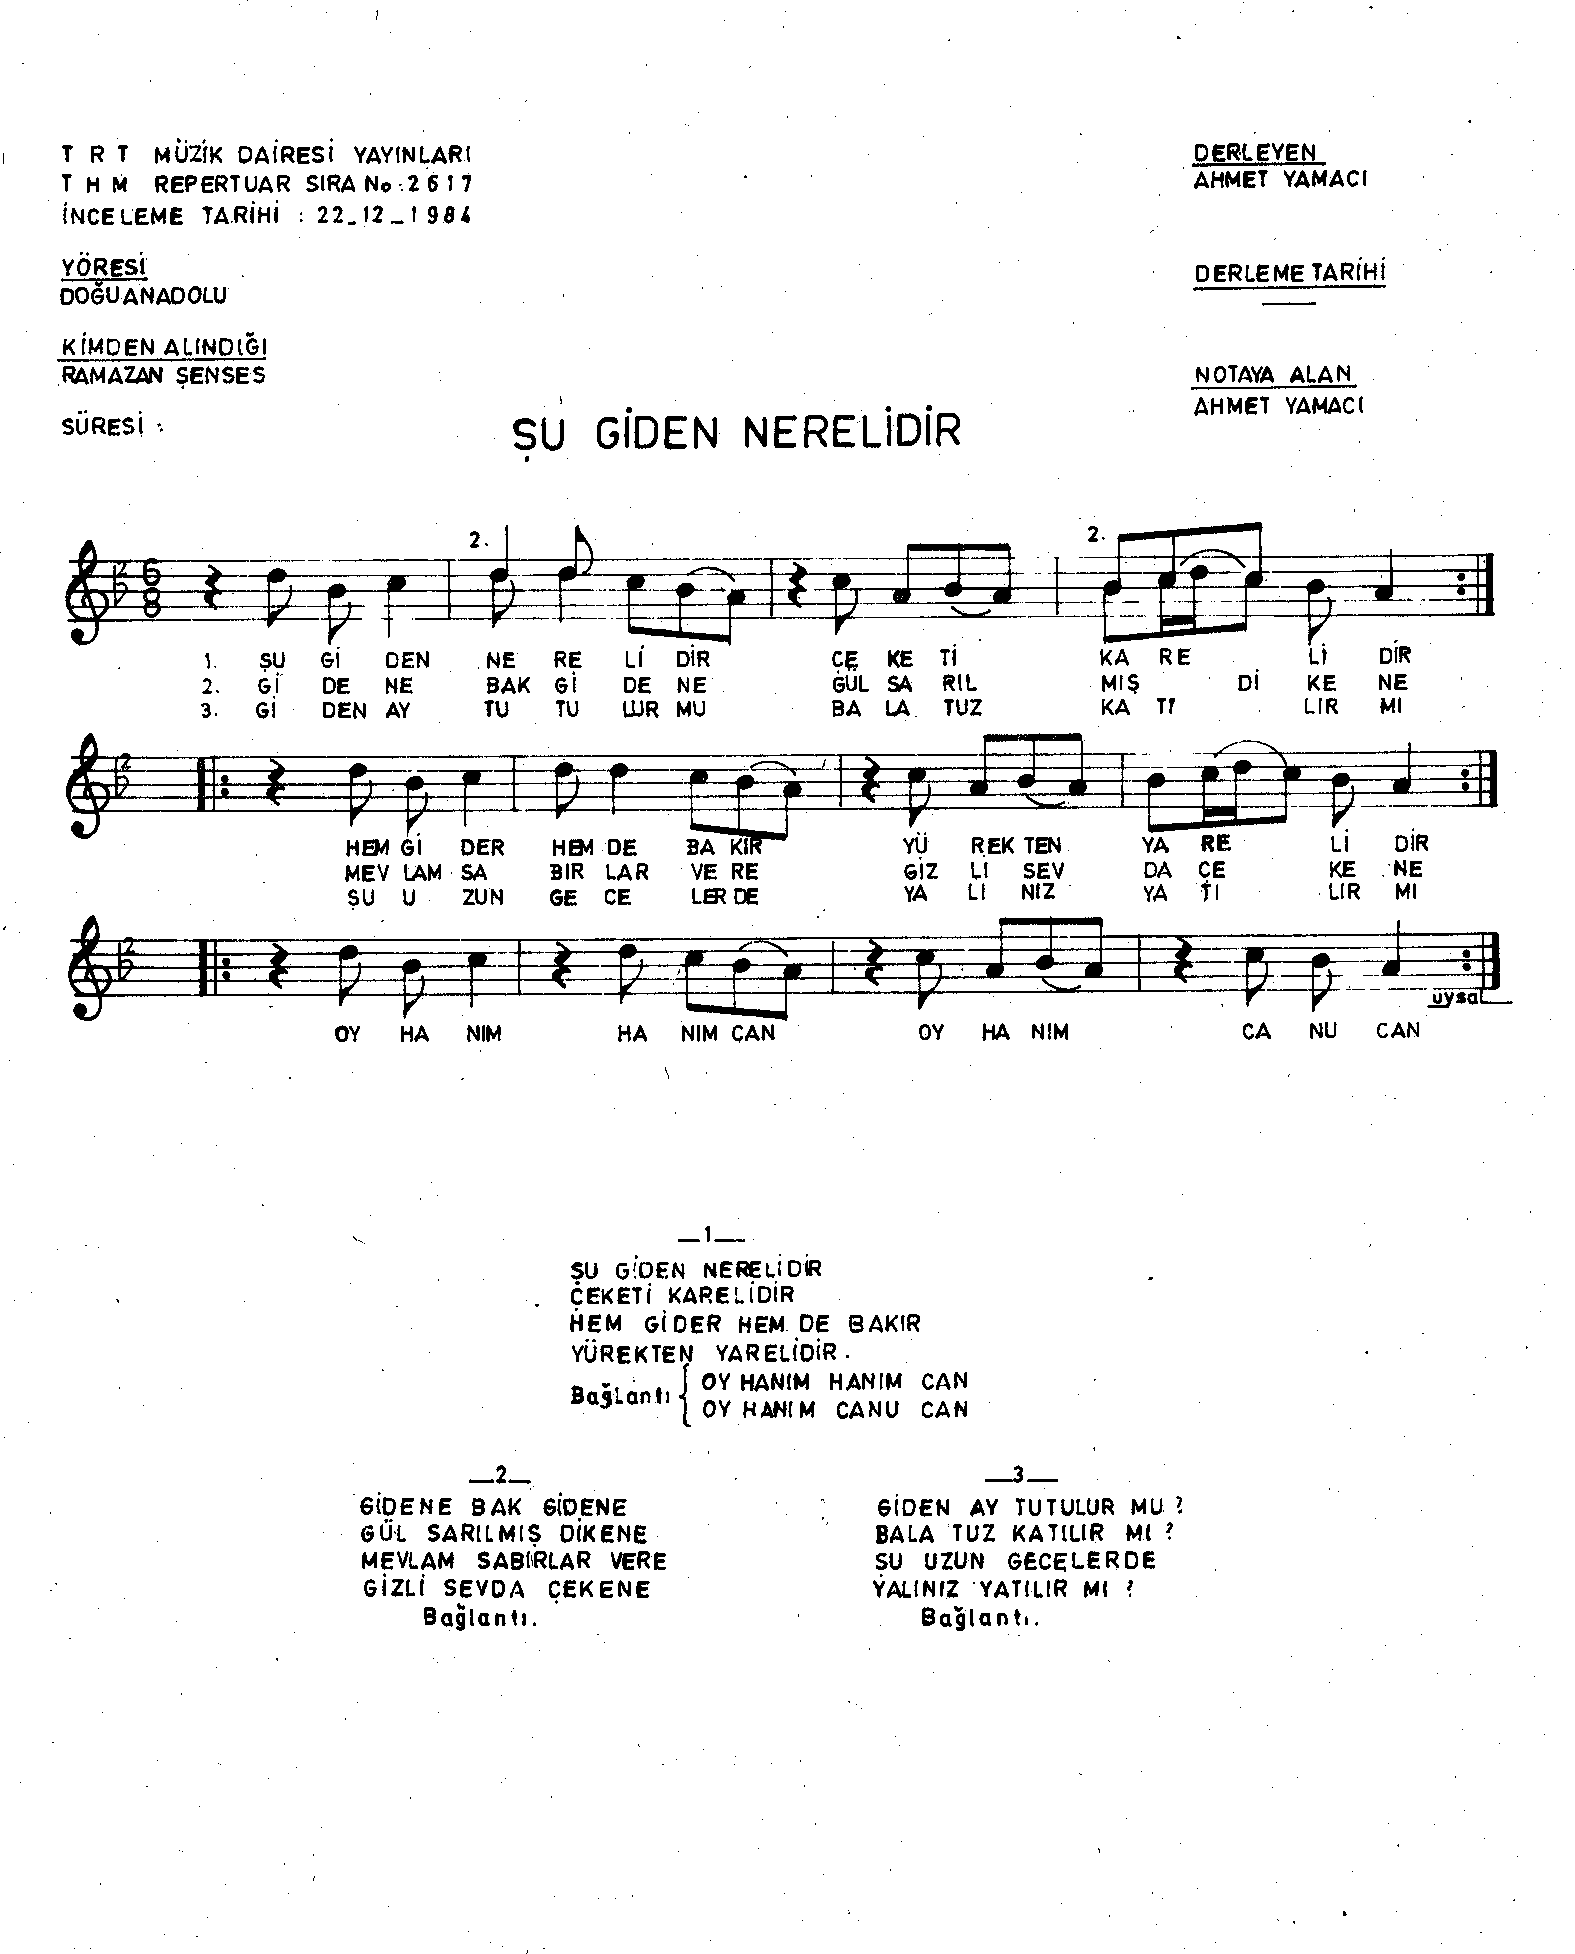 T R T MÜZİK DAİRESİ YAYINLARI
T H M REPERTUAR SIRA No : 2617
İNCELEME TARİHİ : 22_12_1984
DERLEYEN
AHMET YAMACI
YÖRESİ
DOĞU ANADOLU
DERLEME TARİHİ
KİMDEN ALINDIĞI
RAMAZAN ŞENSES
NOTAYA ALAN
AHMET YAMACI
SÜRESİ :
ŞU GİDEN NERELİDİR
2. 2.
6
8
1. ŞU Gİ DEN NE RE Lİ DİR ÇE KE Tİ KA RE Lİ DİR
2. Gİ DE NE BAK Gİ DE NE GÜL SA RIL MIŞ Dİ KE NE
3. Gİ DEN AY TU TU LUR MU BA LA TUZ KA TI LIR MI
HEM Gİ DER HEM DE BA KIR YÜ REK TEN YA RE Lİ DİR
MEV LAM SA BIR LAR VE RE GİZ Lİ SEV DA ÇE KE NE
ŞU U ZUN GE CE LER DE YA LI NIZ YA TI LIR MI
uysal
OY HA NIM HA NIM CAN OY HA NIM CA NU CAN
_1_
ŞU GİDEN NERELİDİR
ÇEKETİ KARELİDİR
HEM GİDER HEM DE BAKIR
YÜREKTEN YARELİDİR.
Bağlantı { OY HANIM HANIM CAN
OY HANIM CANU CAN
_2_
GİDENE BAK GİDENE
GÜL SARILMIŞ DİKENE
MEVLAM SABIRLAR VERE
GİZLİ SEVDA ÇEKENE
Bağlantı.
_3_
GİDEN AY TUTULUR MU ?
BALA TUZ KATILIR MI ?
ŞU UZUN GECELERDE
YALINIZ YATILIR MI ?
Bağlantı.